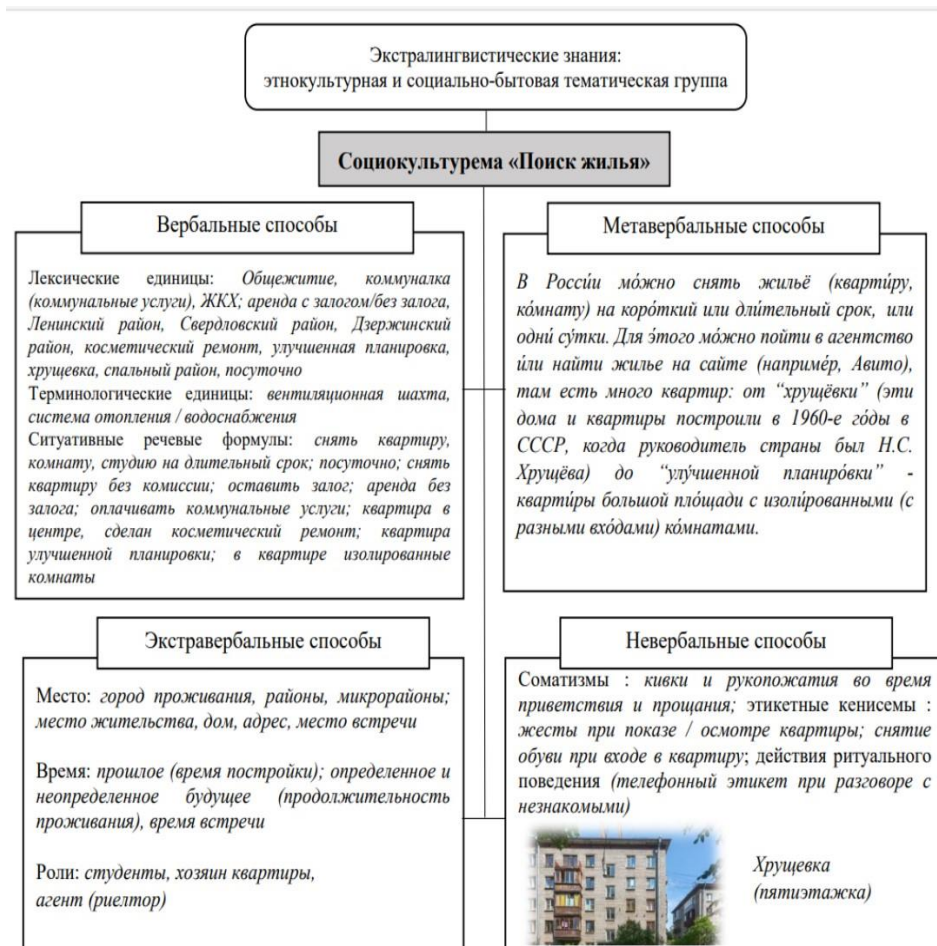 Экстралингвистические знания:
этнокультурная и социально-бытовая тематическая группа
Социокультурема «Поиск жилья»
Вербальные способы
Лексические единицы: Общежитие, коммуналка
(коммунальные услуги), ЖКХ; аренда с залогом/без залога,
Ленинский район, Свердловский район, Дзержинский
район, косметический ремонт, улучшенная планировка,
хрущевка, спальный район, посуточно
Терминологические единицы: вентиляционная шахта,
система отопления / водоснабжения
Ситуативные речевые формулы: снять квартиру,
комнату, студию на длительный срок; посуточно; снять
квартиру без комиссии; оставить залог; аренда без
залога; оплачивать коммунальные услуги; квартира в
центре, сделан косметический ремонт; квартира
улучшенной планировки; в квартире изолированные
комнаты
Метавербальные способы
В Росси́и мо́жно снять жильё (кварти́ру,
ко́мнату) на коро́ткий или дли́тельный срок, или
одни́ су́тки. Для э́того мо́жно пойти в агентство
и́ли найти жилье на сайте (наприме́р, Авито),
там есть много квартир: от “хрущёвки” (эти
дома и квартиры построили в 1960-е го́ды в
СССР, когда руководитель страны был Н.С.
Хрущёва) до “улу́чшенной планиро́вки” -
кварти́ры большой пло́щади с изоли́рованными (с
разными вхо́дами) ко́мнатами.
Экстравербальные способы
Место: город проживания, районы, микрорайоны;
место жительства, дом, адрес, место встречи
Время: прошлое (время постройки); определенное и
неопределенное будущее (продолжительность
проживания), время встречи
Роли: студенты, хозяин квартиры,
агент (риелтор)
Невербальные способы
Соматизмы : кивки и рукопожатия во время
приветствия и прощания; этикетные кенисемы :
жесты при показе / осмотре квартиры; снятие
обуви при входе в квартиру; действия ритуального
поведения (телефонный этикет при разговоре с
незнакомыми)
Хрущевка
(пятиэтажка)